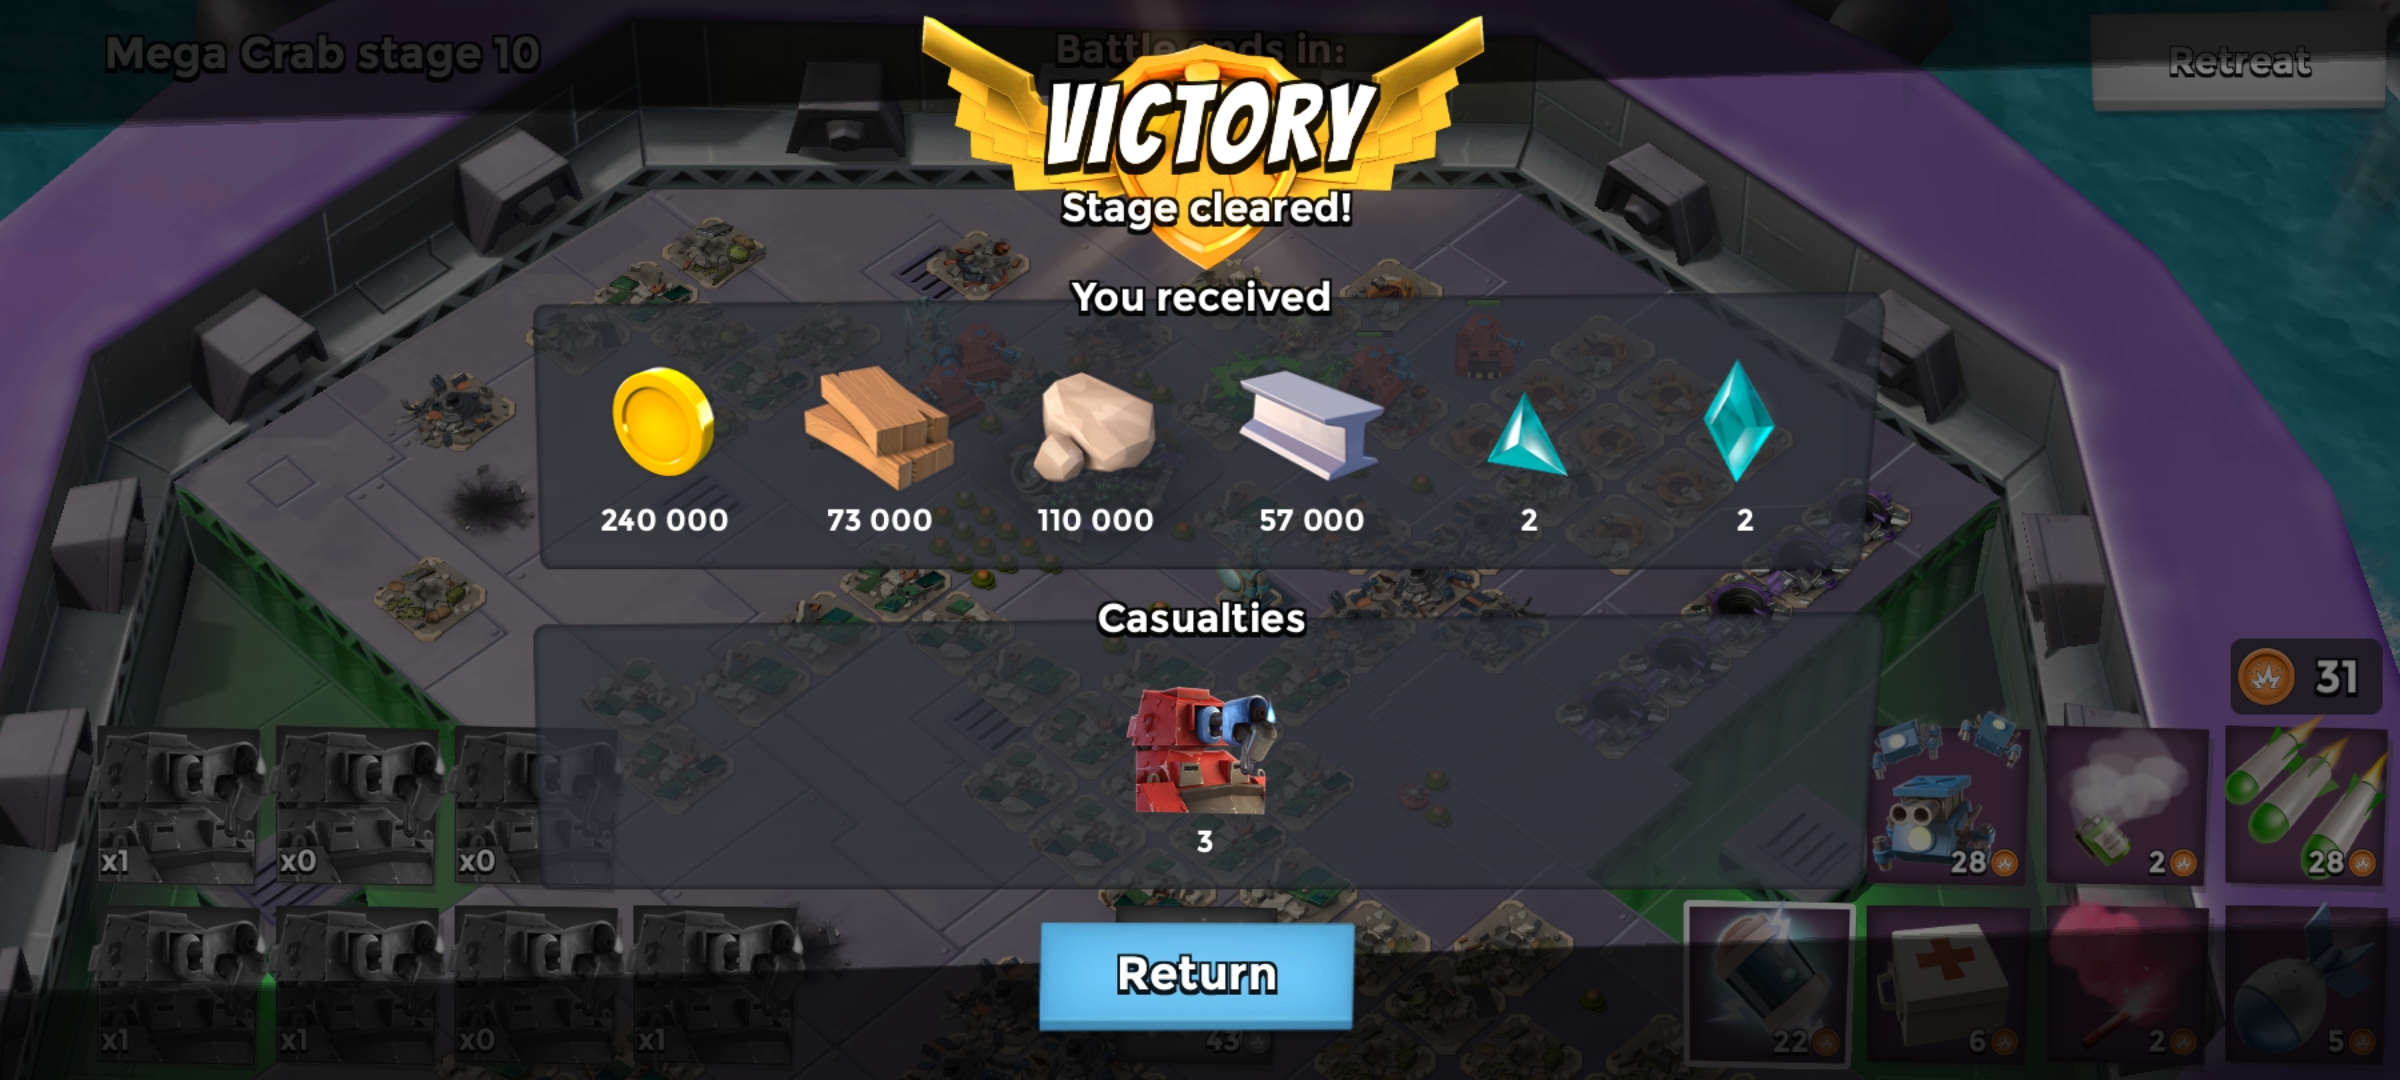 Mega Crab stage 10
Battle ends in:
Retreat
VICTORY
Stage cleared!
You received
240 000
73 000
110 000
57 000
2
2
Casualties
3
31
x1
x0
x0
28
2
28
Return
x1
x1
x0
x1
43
22
6
2
5